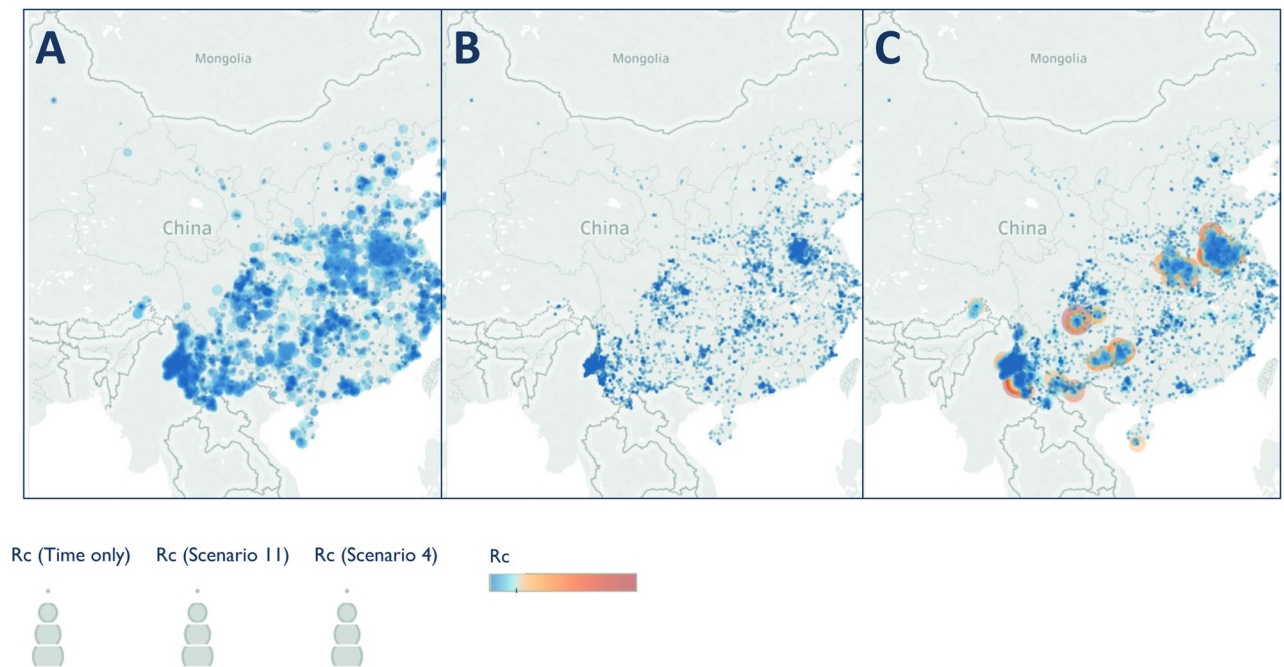 A B C
Mongolia Mongolia Mongolia
China China China
Rc (Time only) Rc (Scenario 11) Rc (Scenario 4) Rc